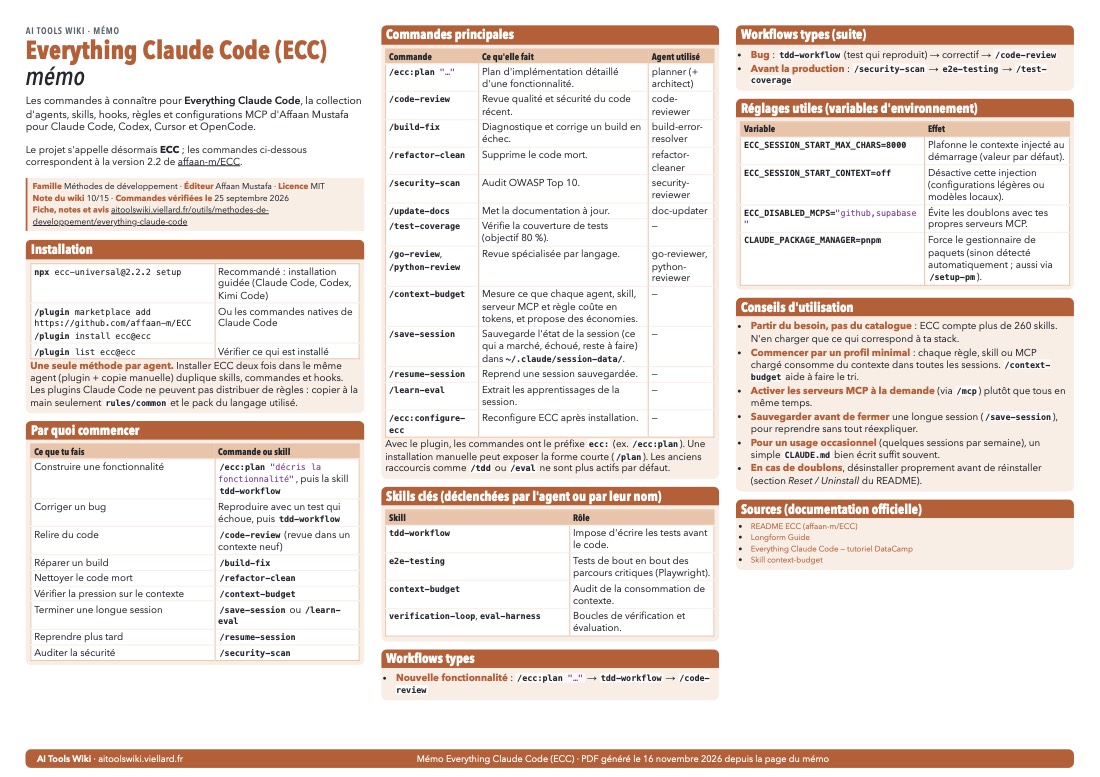 AI TOOLS WIKI · MÉMO
Everything Claude Code (ECC)
mémo
Les commandes à connaître pour Everything Claude Code, la collection
d'agents, skills, hooks, règles et configurations MCP d'Affaan Mustafa
pour Claude Code, Codex, Cursor et OpenCode.
Le projet s'appelle désormais ECC ; les commandes ci-dessous
correspondent à la version 2.2 de affaan-m/ECC.
Famille Méthodes de développement · Éditeur Affaan Mustafa · Licence MIT
Note du wiki 10/15 · Commandes vérifiées le 25 septembre 2026
Fiche, notes et avis aitoolswiki.viellard.fr/outils/methodes-de-
developpement/everything-claude-code
Installation
npx ecc-universal@2.2.2 setup
Recommandé : installation
guidée (Claude Code, Codex,
Kimi Code)
/plugin marketplace add
https://github.com/affaan-m/ECC
/plugin install ecc@ecc
Ou les commandes natives de
Claude Code
/plugin list ecc@ecc
Vérifier ce qui est installé
Une seule méthode par agent. Installer ECC deux fois dans le même
agent (plugin + copie manuelle) duplique skills, commandes et hooks.
Les plugins Claude Code ne peuvent pas distribuer de règles : copier à la
main seulement rules/common et le pack du langage utilisé.
Par quoi commencer
Ce que tu fais
Commande ou skill
Construire une fonctionnalité
/ecc:plan "décris la
fonctionnalité", puis la skill
tdd-workflow
Corriger un bug
Reproduire avec un test qui
échoue, puis tdd-workflow
Relire du code
/code-review (revue dans un
contexte neuf)
Réparer un build
/build-fix
Nettoyer le code mort
/refactor-clean
Vérifier la pression sur le contexte
/context-budget
Terminer une longue session
/save-session ou /learn-
eval
Reprendre plus tard
/resume-session
Auditer la sécurité
/security-scan
Commandes principales
Commande
Ce qu'elle fait
Agent utilisé
/ecc:plan "…"
Plan d'implémentation détaillé
d'une fonctionnalité.
planner (+
architect)
/code-review
Revue qualité et sécurité du code
récent.
code-
reviewer
/build-fix
Diagnostique et corrige un build en
échec.
build-error-
resolver
/refactor-clean
Supprime le code mort.
refactor-
cleaner
/security-scan
Audit OWASP Top 10.
security-
reviewer
/update-docs
Met la documentation à jour.
doc-updater
/test-coverage
Vérifie la couverture de tests
(objectif 80 %).
–
/go-review,
/python-review
Revue spécialisée par langage.
go-reviewer,
python-
reviewer
/context-budget
Mesure ce que chaque agent, skill,
serveur MCP et règle coûte en
tokens, et propose des économies.
–
/save-session
Sauvegarde l'état de la session (ce
qui a marché, échoué, reste à faire)
dans ~/.claude/session-data/.
–
/resume-session
Reprend une session sauvegardée.
–
/learn-eval
Extrait les apprentissages de la
session.
–
/ecc:configure-
ecc
Reconfigure ECC après installation.
–
Avec le plugin, les commandes ont le préfixe ecc: (ex. /ecc:plan). Une
installation manuelle peut exposer la forme courte (/plan). Les anciens
raccourcis comme /tdd ou /eval ne sont plus actifs par défaut.
Skills clés (déclenchées par l'agent ou par leur nom)
Skill
Rôle
tdd-workflow
Impose d'écrire les tests avant
le code.
e2e-testing
Tests de bout en bout des
parcours critiques (Playwright).
context-budget
Audit de la consommation de
contexte.
verification-loop, eval-harness
Boucles de vérification et
évaluation.
Workflows types
• Nouvelle fonctionnalité : /ecc:plan "…" → tdd-workflow → /code-
review
Workflows types (suite)
• Bug : tdd-workflow (test qui reproduit) → correctif → /code-review
• Avant la production : /security-scan → e2e-testing → /test-
coverage
Réglages utiles (variables d'environnement)
Variable
Effet
ECC_SESSION_START_MAX_CHARS=8000
Plafonne le contexte injecté au
démarrage (valeur par défaut).
ECC_SESSION_START_CONTEXT=off
Désactive cette injection
(configurations légères ou
modèles locaux).
ECC_DISABLED_MCPS="github,supabase
"
Évite les doublons avec tes
propres serveurs MCP.
CLAUDE_PACKAGE_MANAGER=pnpm
Force le gestionnaire de
paquets (sinon détecté
automatiquement ; aussi via
/setup-pm).
Conseils d'utilisation
• Partir du besoin, pas du catalogue : ECC compte plus de 260 skills.
N'en charger que ce qui correspond à ta stack.
• Commencer par un profil minimal : chaque règle, skill ou MCP
chargé consomme du contexte dans toutes les sessions. /context-
budget aide à faire le tri.
• Activer les serveurs MCP à la demande (via /mcp) plutôt que tous en
même temps.
• Sauvegarder avant de fermer une longue session (/save-session),
pour reprendre sans tout réexpliquer.
• Pour un usage occasionnel (quelques sessions par semaine), un
simple CLAUDE.md bien écrit suffit souvent.
• En cas de doublons, désinstaller proprement avant de réinstaller
(section Reset / Uninstall du README).
Sources (documentation officielle)
• README ECC (affaan-m/ECC)
• Longform Guide
• Everything Claude Code – tutoriel DataCamp
• Skill context-budget
AI Tools Wiki · aitoolswiki.viellard.fr
Mémo Everything Claude Code (ECC) · PDF généré le 16 novembre 2026 depuis la page du mémo